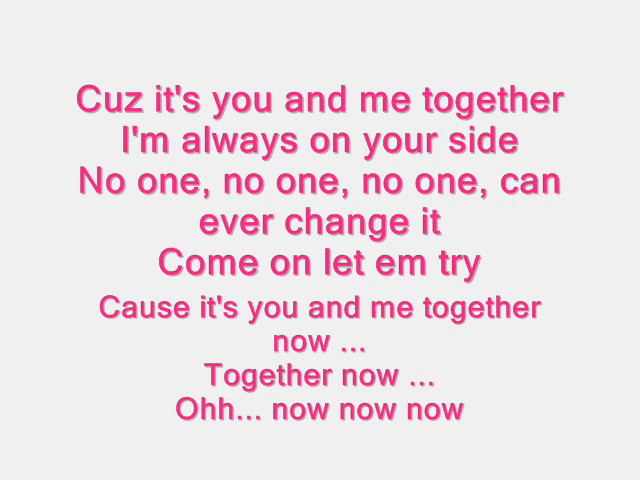 Cuz it's you and me together
I'm always on your side
No one, no one, no one, can
ever change it
Come on let em try
Cause it's you and me together
now ...
Together now ...
Ohh... now now now